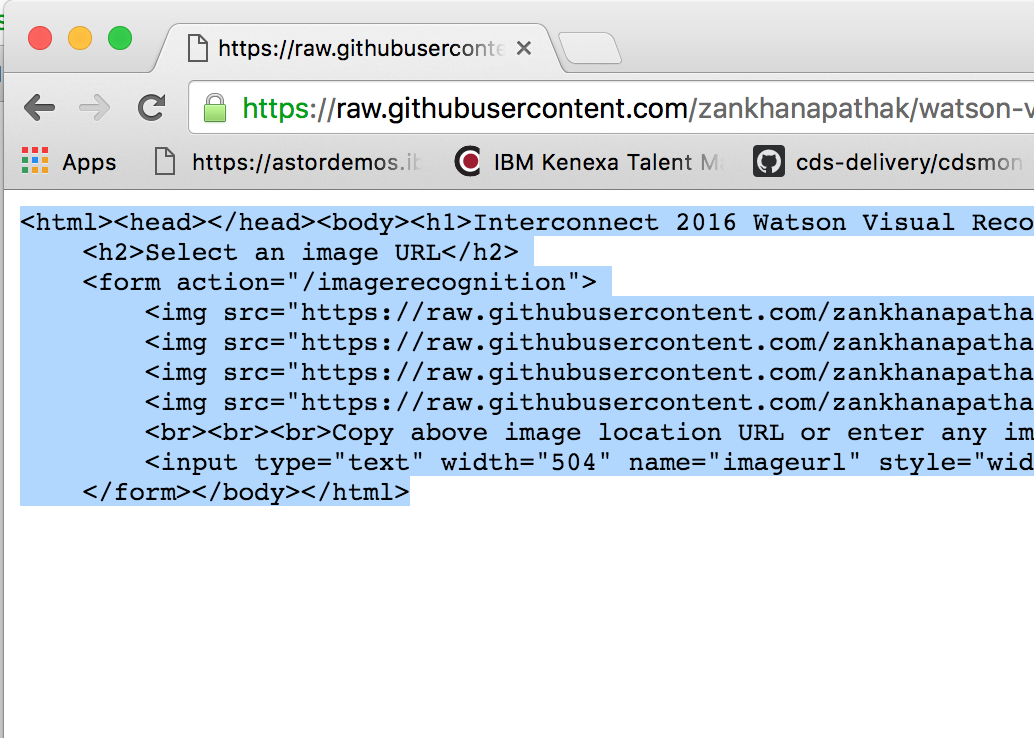 https://raw.githubuserconte
https://raw.githubusercontent.com/zankhanapathak/watson-v
Apps https://astordemos.ib IBM Kenexa Talent Ma cds-delivery/cdsmon
<html><head></head><body><h1>Interconnect 2016 Watson Visual Reco
<h2>Select an image URL</h2>
<form action="/imagerecognition">
<img src="https://raw.githubusercontent.com/zankhanapatha
<img src="https://raw.githubusercontent.com/zankhanapatha
<img src="https://raw.githubusercontent.com/zankhanapatha
<img src="https://raw.githubusercontent.com/zankhanapatha
<br><br><br>Copy above image location URL or enter any im
<input type="text" width="504" name="imageurl" style="wid
</form></body></html>